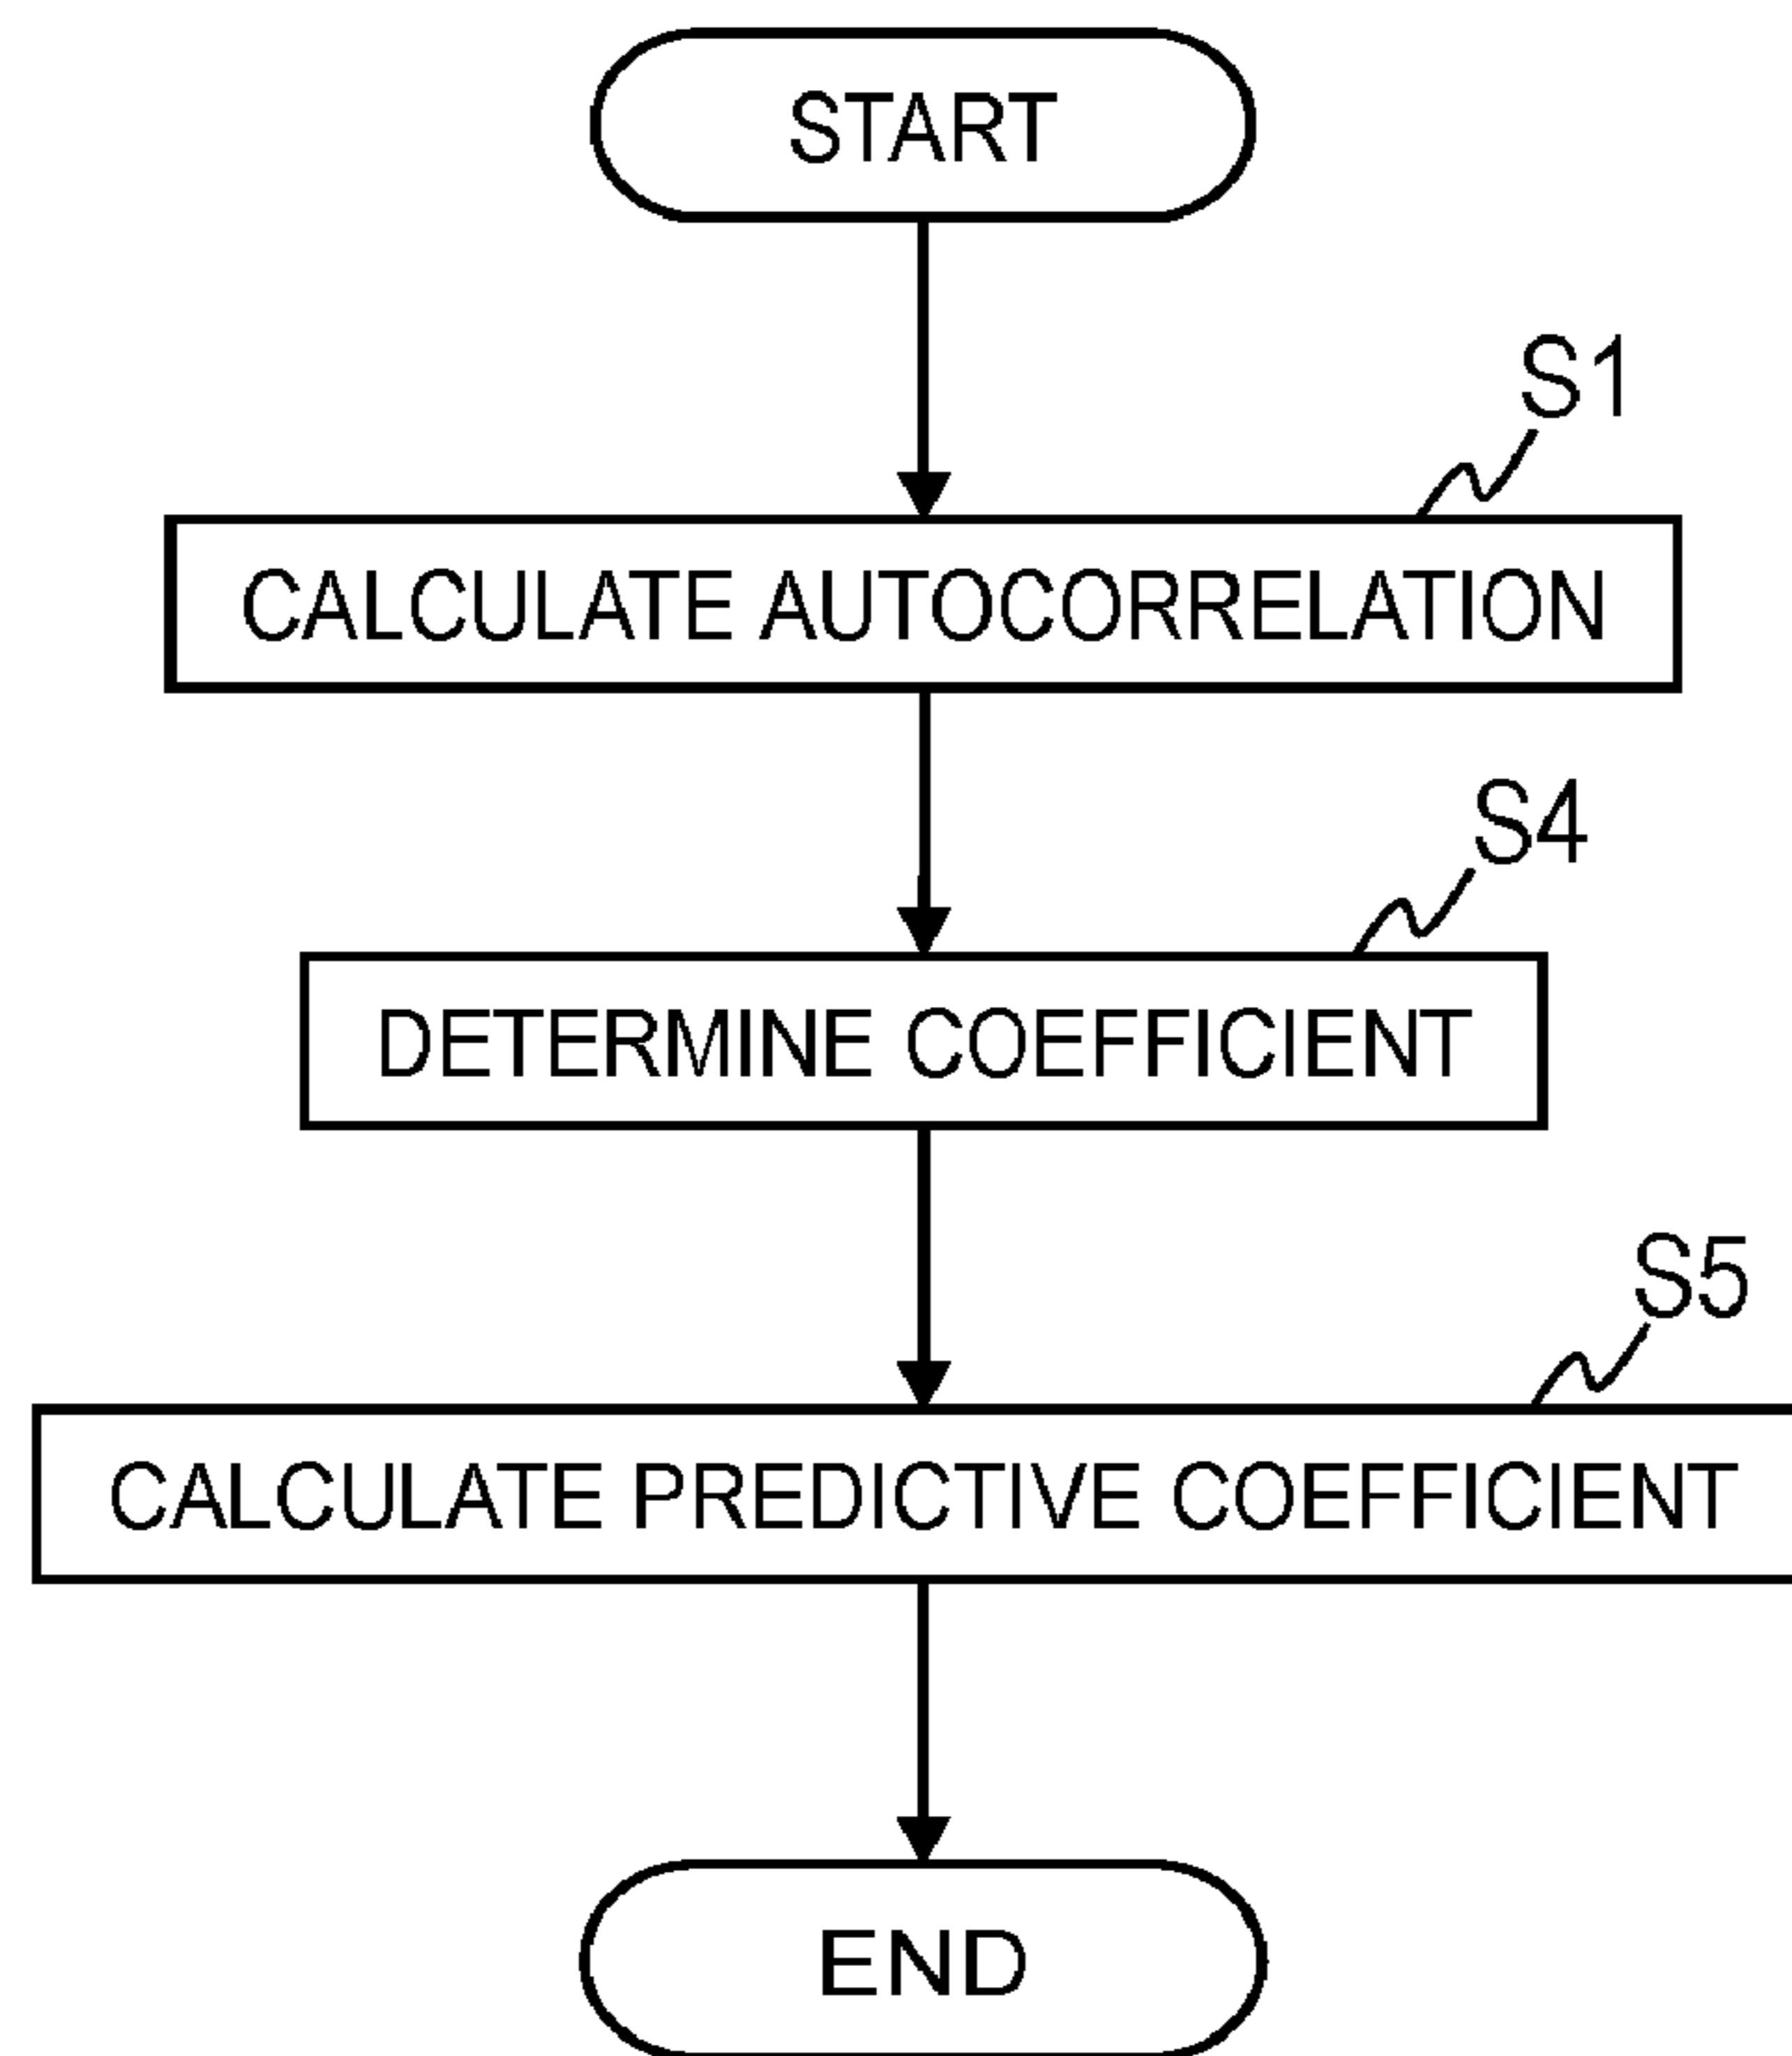 START
S1
CALCULATE AUTOCORRELATION
S4
DETERMINE COEFFICIENT
S5
CALCULATE PREDICTIVE COEFFICIENT
END